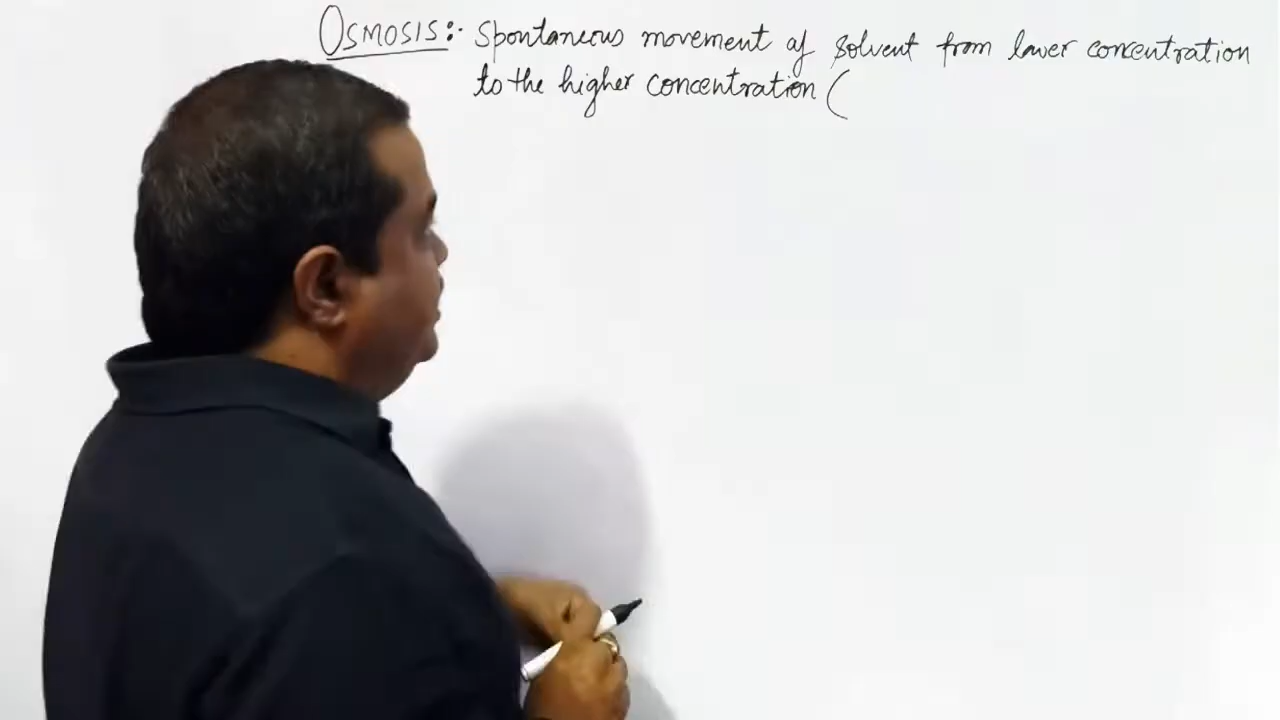 OSMOSIS:- Spontaneous movement of solvent from lower concentration
to the higher concentration (